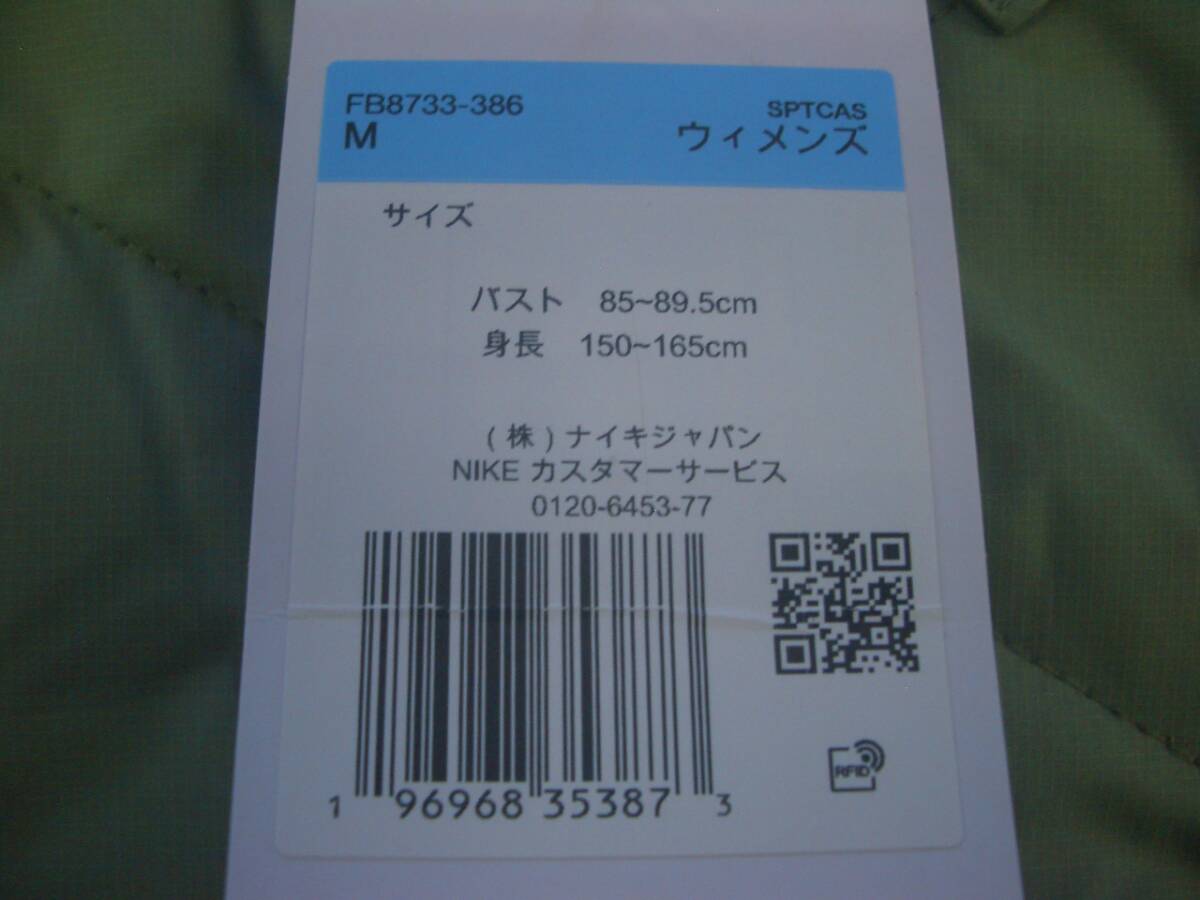 FB8733-386 SPTCAS
M ウィメンズ
サイズ
バスト 85~89.5cm
身長 150~165cm
(株)ナイキジャパン
NIKE カスタマーサービス
0120-6453-77
RFID
1 96968 35387 3